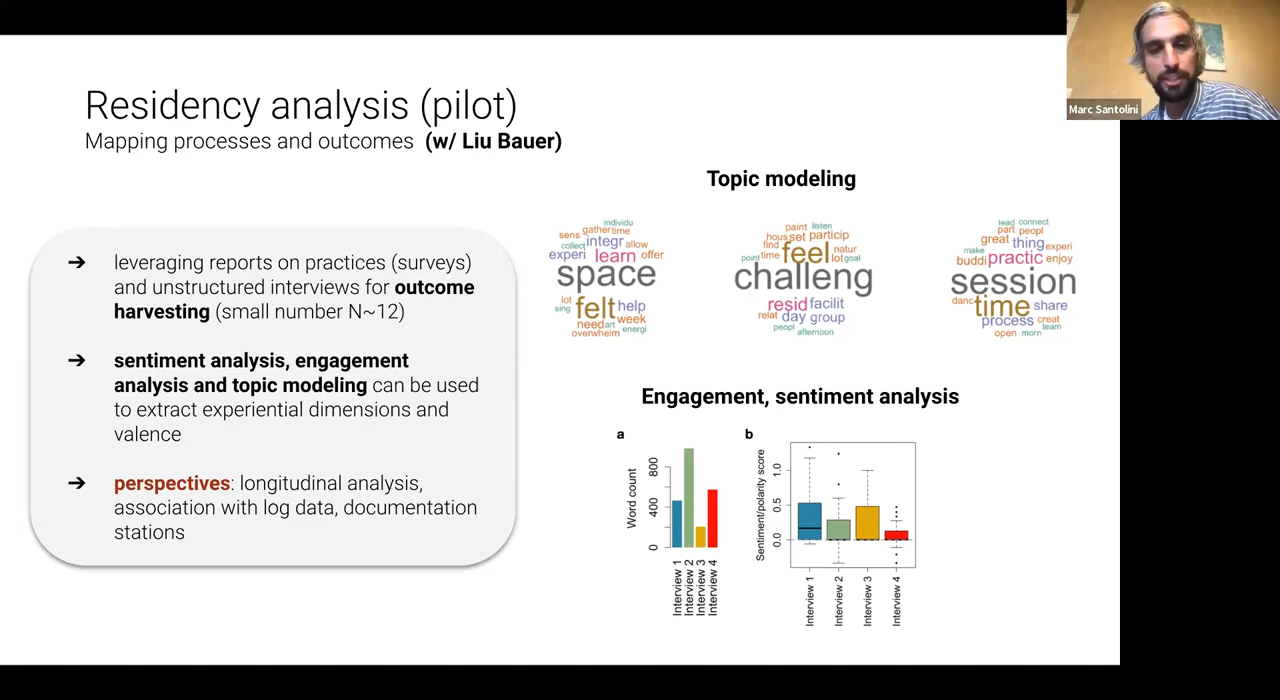 Marc Santolini
Residency analysis (pilot)
Mapping processes and outcomes (w/ Liu Bauer)
➔ leveraging reports on practices (surveys)
and unstructured interviews for outcome
harvesting (small number N~12)
➔ sentiment analysis, engagement
analysis and topic modeling can be used
to extract experiential dimensions and
valence
➔ perspectives: longitudinal analysis,
association with log data, documentation
stations
Topic modeling
individu
sens gather time
collect integr allow
experi learn offer
space
lot felt help
sing
need art week
energi
overwhelm
paint listen
hous set particip
find feel natur
point time lot goal
challeng
resid facilit
relat day group
peopl
afternoon
lead connect
part peopl
great thing experi
make
buddi practic enjoy
session
danc time share
process creat
team
open morn
Engagement, sentiment analysis
a
Word count
0 400 800
Interview 1
Interview 2
Interview 3
Interview 4
b
Sentiment/polarity score
0.0 0.5 1.0
Interview 1
Interview 2
Interview 3
Interview 4